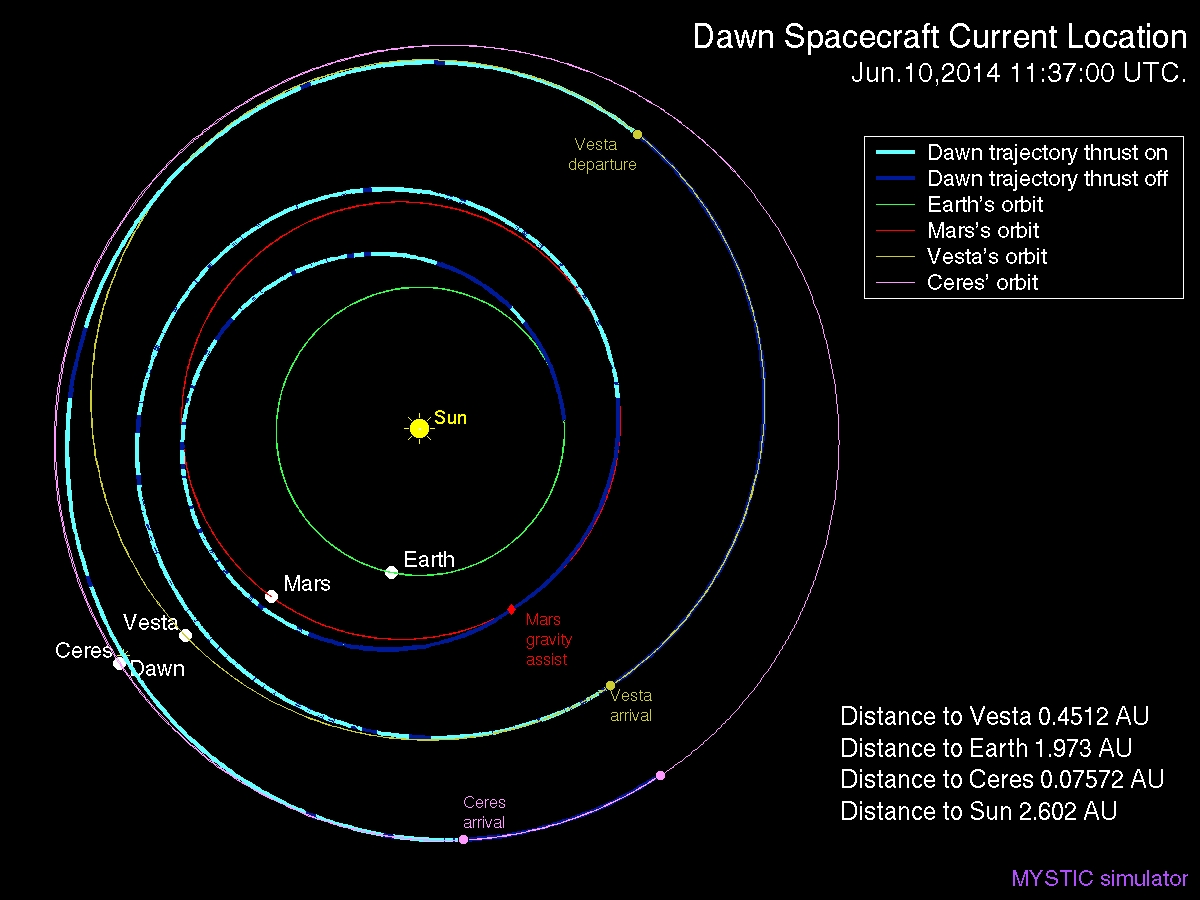 Dawn Spacecraft Current Location
Jun.10,2014 11:37:00 UTC.
Vesta
departure
Dawn trajectory thrust on
Dawn trajectory thrust off
Earth's orbit
Mars's orbit
Vesta's orbit
Ceres' orbit
Sun
Earth
Mars
Vesta
Ceres
Dawn
Mars
gravity
assist
Vesta
arrival
Ceres
arrival
Distance to Vesta 0.4512 AU
Distance to Earth 1.973 AU
Distance to Ceres 0.07572 AU
Distance to Sun 2.602 AU
MYSTIC simulator